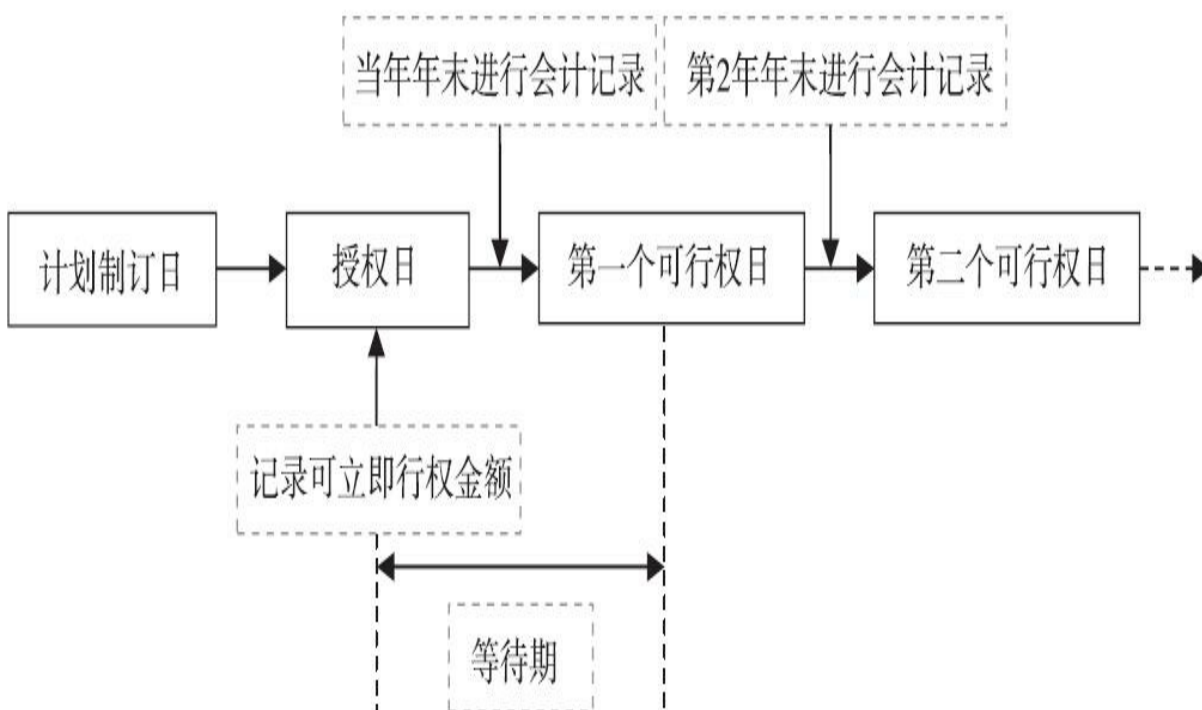 当年年末进行会计记录
第2年年末进行会计记录
计划制订日
授权日
第一个可行权日
第二个可行权日
记录可立即行权金额
等待期